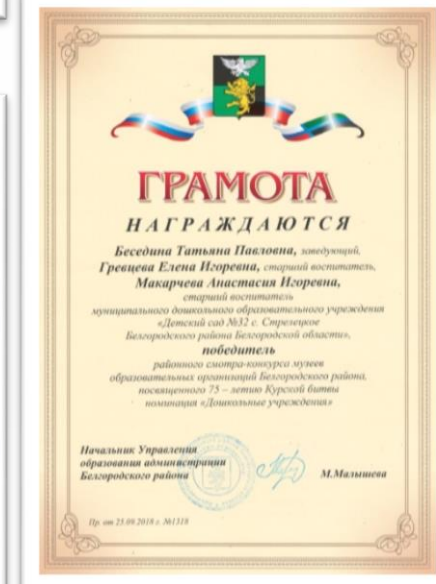 ГРАМОТА
НАГРАЖДАЮТСЯ
Беседина Татьяна Павловна, заведующий,
Гревцева Елена Игоревна, старший воспитатель,
Макарчева Анастасия Игоревна,
старший воспитатель
муниципального дошкольного образовательного учреждения
«Детский сад №32 с. Стрелецкое
Белгородского района Белгородской области»,
победитель
районного смотра-конкурса музеев
образовательных организаций Белгородского района,
посвященного 75 – летию Курской битвы
номинация «Дошкольные учреждения»
Начальник Управления
образования администрации
Белгородского района
М.Малышева
Пр. от 25.09.2018 г. №1318